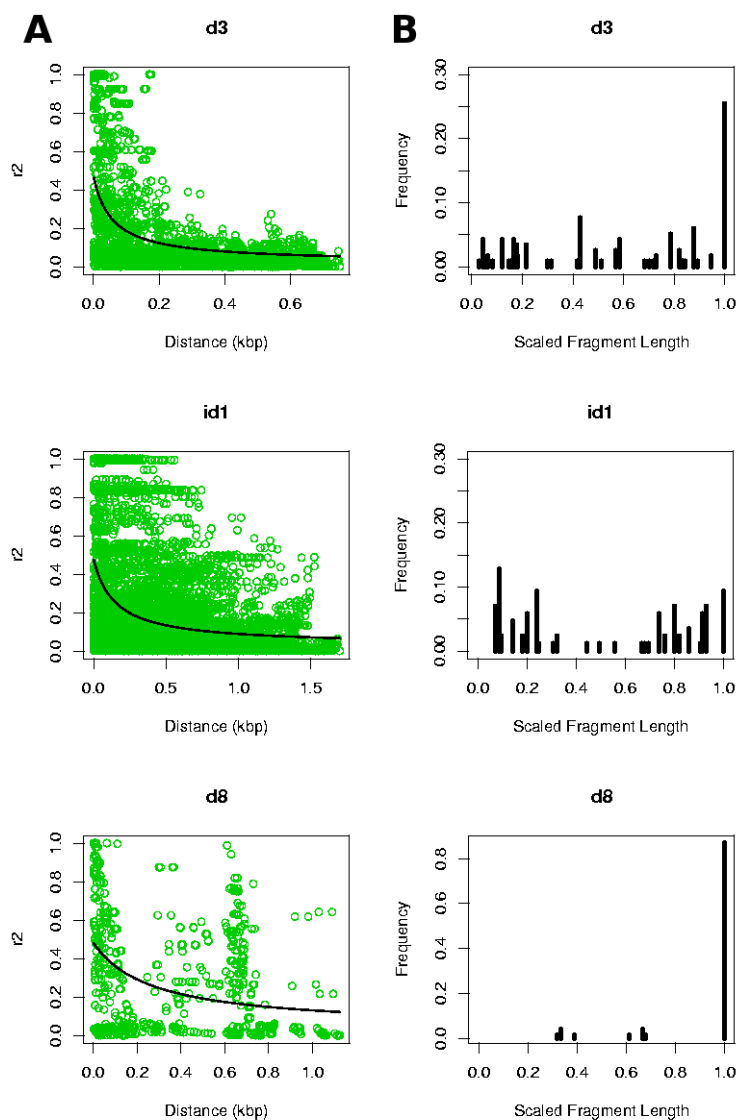 A
d3
r2
0.0 0.2 0.4 0.6 0.8 1.0
0.0 0.2 0.4 0.6
Distance (kbp)
B
d3
Frequency
0.00 0.10 0.20 0.30
0.0 0.2 0.4 0.6 0.8 1.0
Scaled Fragment Length
id1
r2
0.0 0.2 0.4 0.6 0.8 1.0
0.0 0.5 1.0 1.5
Distance (kbp)
id1
Frequency
0.00 0.10 0.20 0.30
0.0 0.2 0.4 0.6 0.8 1.0
Scaled Fragment Length
d8
r2
0.0 0.2 0.4 0.6 0.8 1.0
0.0 0.2 0.4 0.6 0.8 1.0
Distance (kbp)
d8
Frequency
0.0 0.2 0.4 0.6 0.8
0.0 0.2 0.4 0.6 0.8 1.0
Scaled Fragment Length